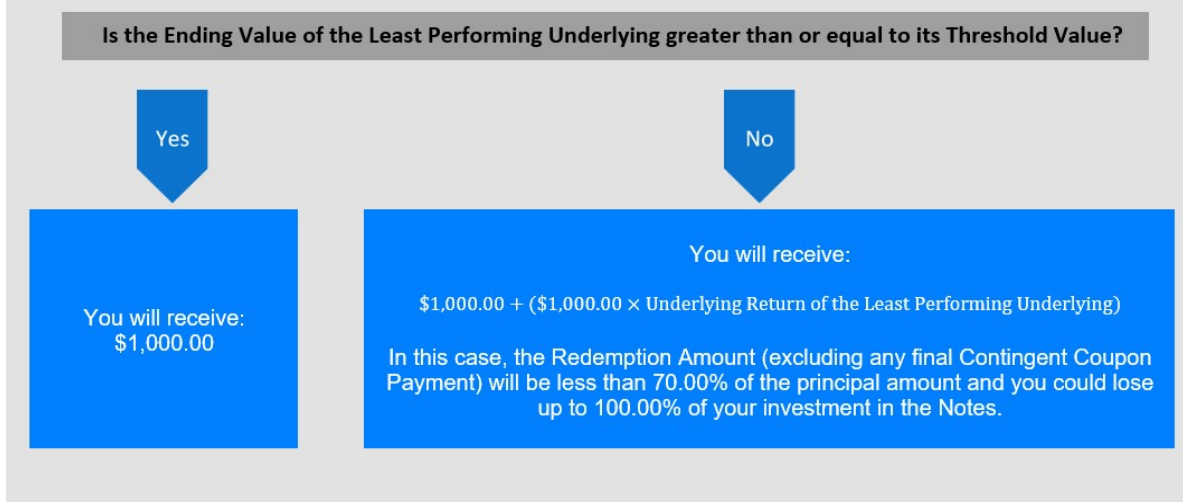 Is the Ending Value of the Least Performing Underlying greater than or equal to its Threshold Value?
Yes
No
You will receive:
$1,000.00
You will receive:
$1,000.00 + ($1,000.00 × Underlying Return of the Least Performing Underlying)
In this case, the Redemption Amount (excluding any final Contingent Coupon
Payment) will be less than 70.00% of the principal amount and you could lose
up to 100.00% of your investment in the Notes.